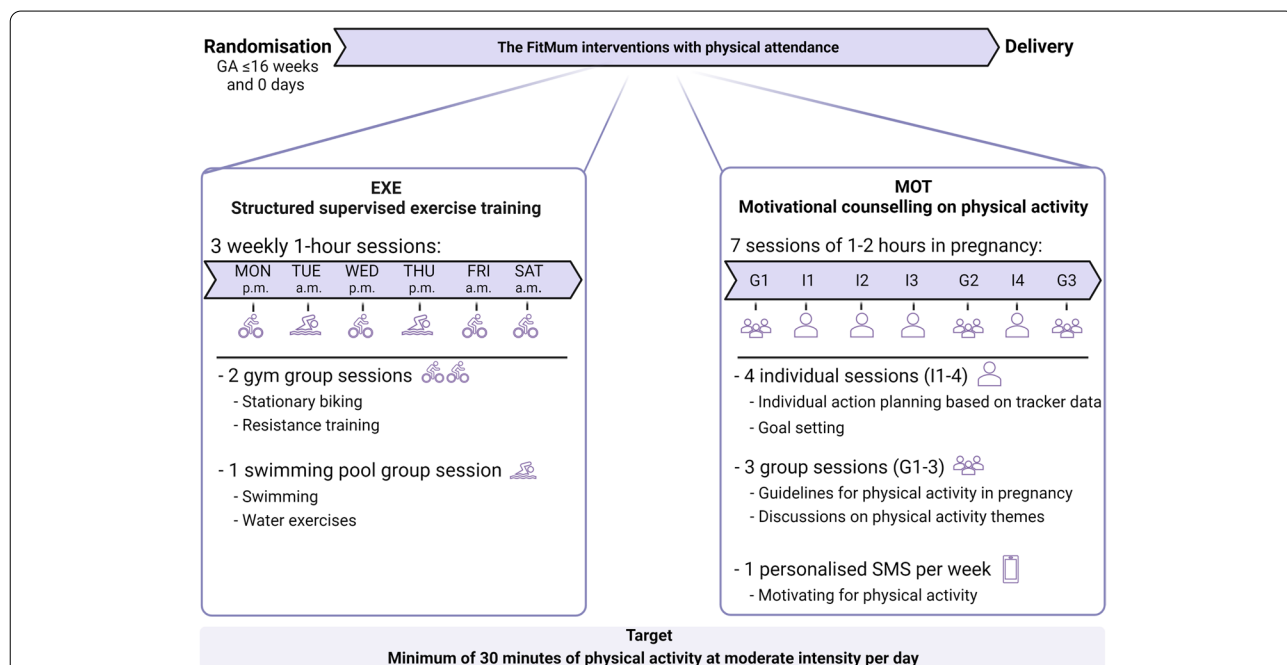 Randomisation
GA ≤16 weeks
and 0 days
The FitMum interventions with physical attendance
Delivery
EXE
Structured supervised exercise training
3 weekly 1-hour sessions:
MON TUE WED THU FRI SAT
p.m. a.m. p.m. p.m. a.m. a.m.
- 2 gym group sessions
- Stationary biking
- Resistance training
- 1 swimming pool group session
- Swimming
- Water exercises
MOT
Motivational counselling on physical activity
7 sessions of 1-2 hours in pregnancy:
G1 I1 I2 I3 G2 I4 G3
- 4 individual sessions (I1-4)
- Individual action planning based on tracker data
- Goal setting
- 3 group sessions (G1-3)
- Guidelines for physical activity in pregnancy
- Discussions on physical activity themes
- 1 personalised SMS per week
- Motivating for physical activity
Target
Minimum of 30 minutes of physical activity at moderate intensity per day